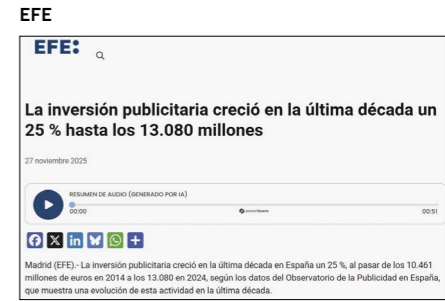 EFE
EFE:
La inversión publicitaria creció en la última década un
25 % hasta los 13.080 millones
27 noviembre 2025
RESUMEN DE AUDIO (GENERADO POR IA)
00:00
00:51
Madrid (EFE).- La inversión publicitaria creció en la última década en España un 25 %, al pasar de los 10.461
millones de euros en 2014 a los 13.080 en 2024, según los datos del Observatorio de la Publicidad en España,
que muestra una evolución de esta actividad en la última década.